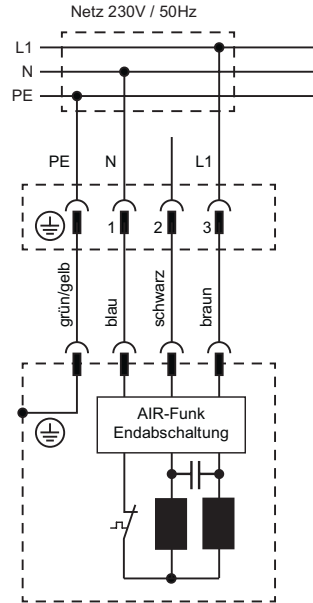 Netz 230V / 50Hz
L1
N
PE
PE N L1
1 2 3
grün/gelb
blau
schwarz
braun
AIR-Funk
Endabschaltung